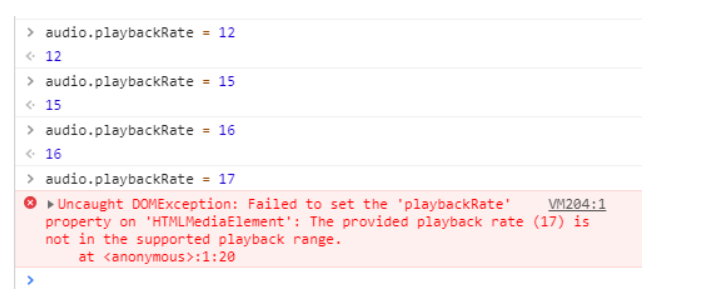 > audio.playbackRate = 12
<· 12
> audio.playbackRate = 15
<· 15
> audio.playbackRate = 16
<· 16
> audio.playbackRate = 17
▶Uncaught DOMException: Failed to set the 'playbackRate' VM204:1
property on 'HTMLMediaElement': The provided playback rate (17) is
not in the supported playback range.
at <anonymous>:1:20
>